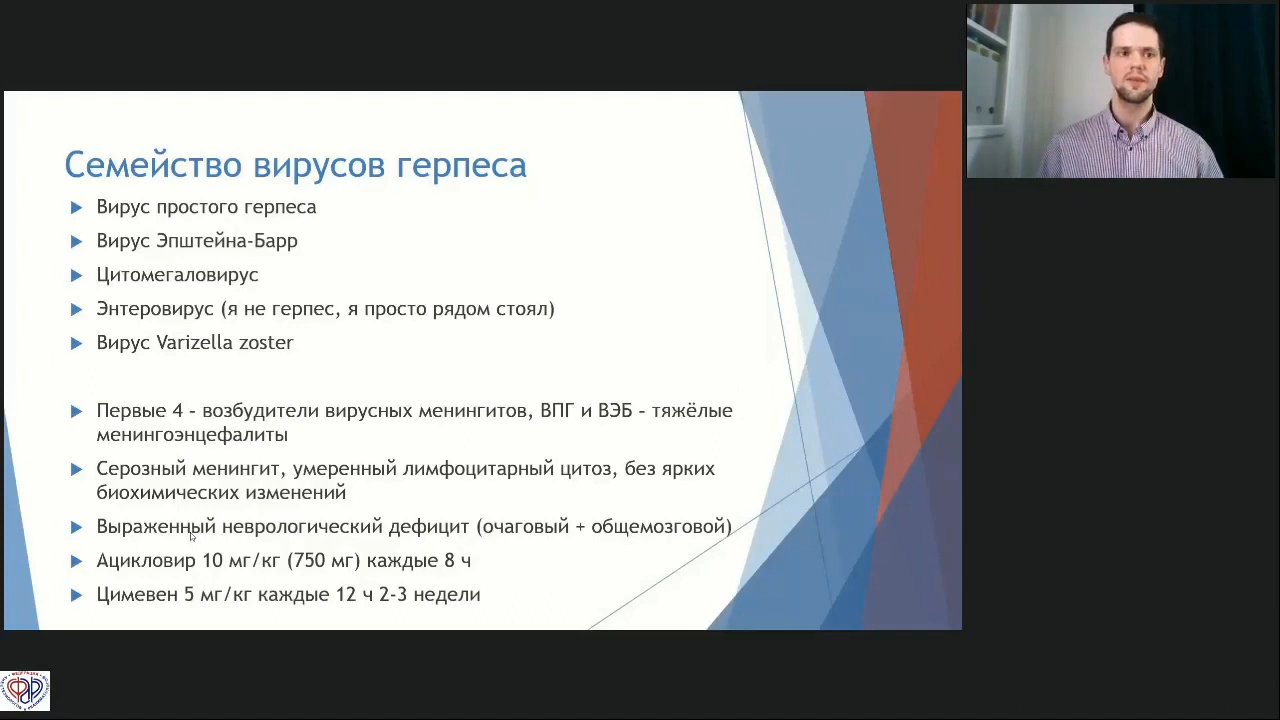 Семейство вирусов герпеса
Вирус простого герпеса
Вирус Эпштейна-Барр
Цитомегаловирус
Энтеровирус (я не герпес, я просто рядом стоял)
Вирус Varizella zoster
Первые 4 – возбудители вирусных менингитов, ВПГ и ВЭБ – тяжёлые
менингоэнцефалиты
Серозный менингит, умеренный лимфоцитарный цитоз, без ярких
биохимических изменений
Выраженный неврологический дефицит (очаговый + общемозговой)
Ацикловир 10 мг/кг (750 мг) каждые 8 ч
Цимевен 5 мг/кг каждые 12 ч 2-3 недели